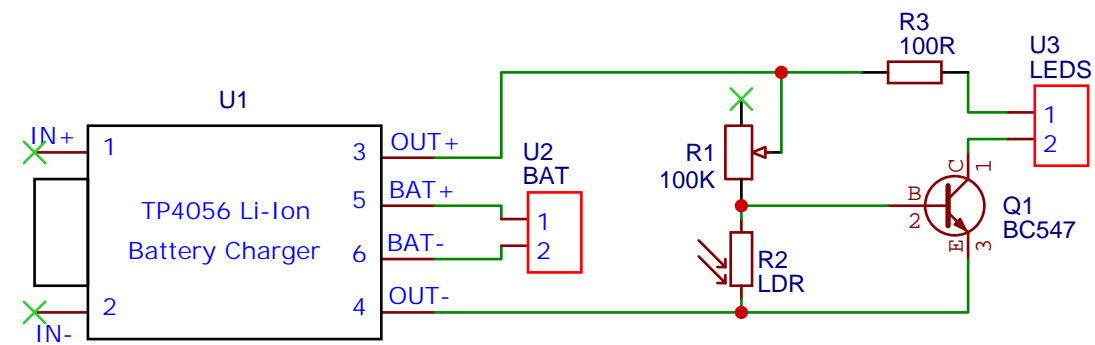 R3
100R
U3
LEDS
1
2
U1
IN+
1
3
OUT+
5
BAT+
TP4056 Li-Ion
Battery Charger
6
BAT-
2
4
OUT-
IN-
U2
BAT
1
2
R1
100K
R2
LDR
C
1
B
2
E
3
Q1
BC547